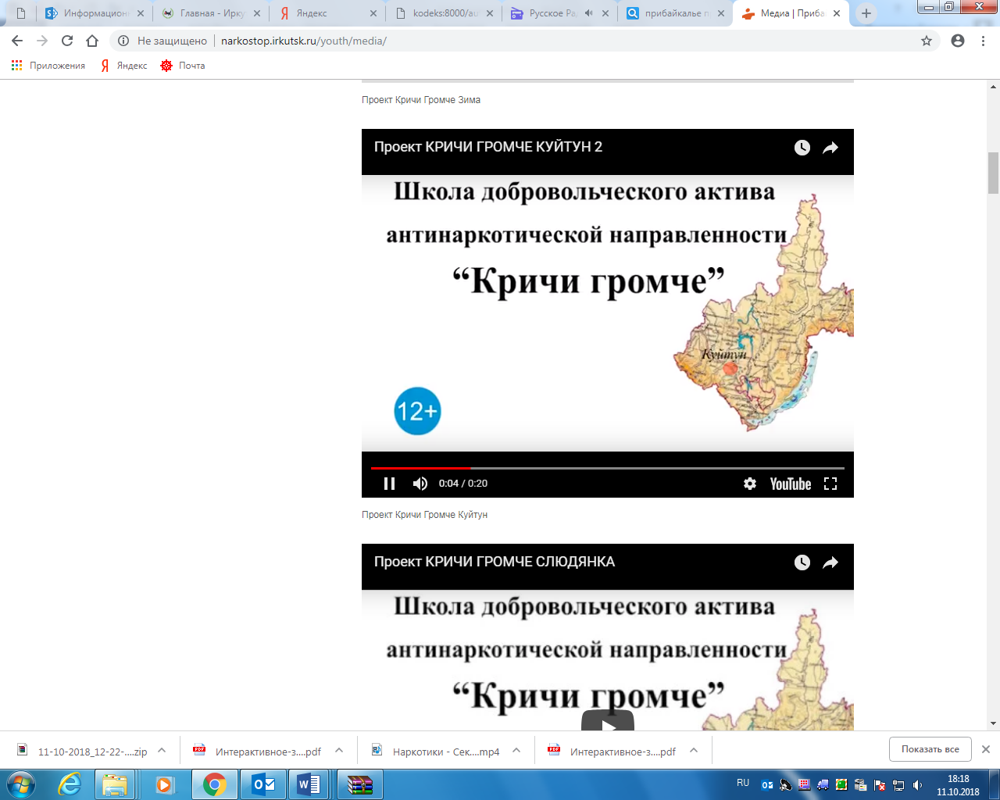 Информацион
Главная - Ирку
Яндекс
kodeks:8000/au
Русское Ра
прибайкалье п
Медиа | Приба
Не защищено
narkostop.irkutsk.ru/youth/media/
Приложения
Яндекс
Почта
Проект Кричи Громче Зима
Проект КРИЧИ ГРОМЧЕ КУЙТУН 2
Школа добровольческого актива
антинаркотической направленности
“Кричи громче”
Куйтун
12+
0:04 / 0:20
YouTube
Проект Кричи Громче Куйтун
Проект КРИЧИ ГРОМЧЕ СЛЮДЯНКА
Школа добровольческого актива
антинаркотической направленности
“Кричи громче”
11-10-2018_12-22-....zip
Интерактивное-з....pdf
Наркотики - Сек....mp4
Интерактивное-з....pdf
Показать все
RU
18:18
11.10.2018